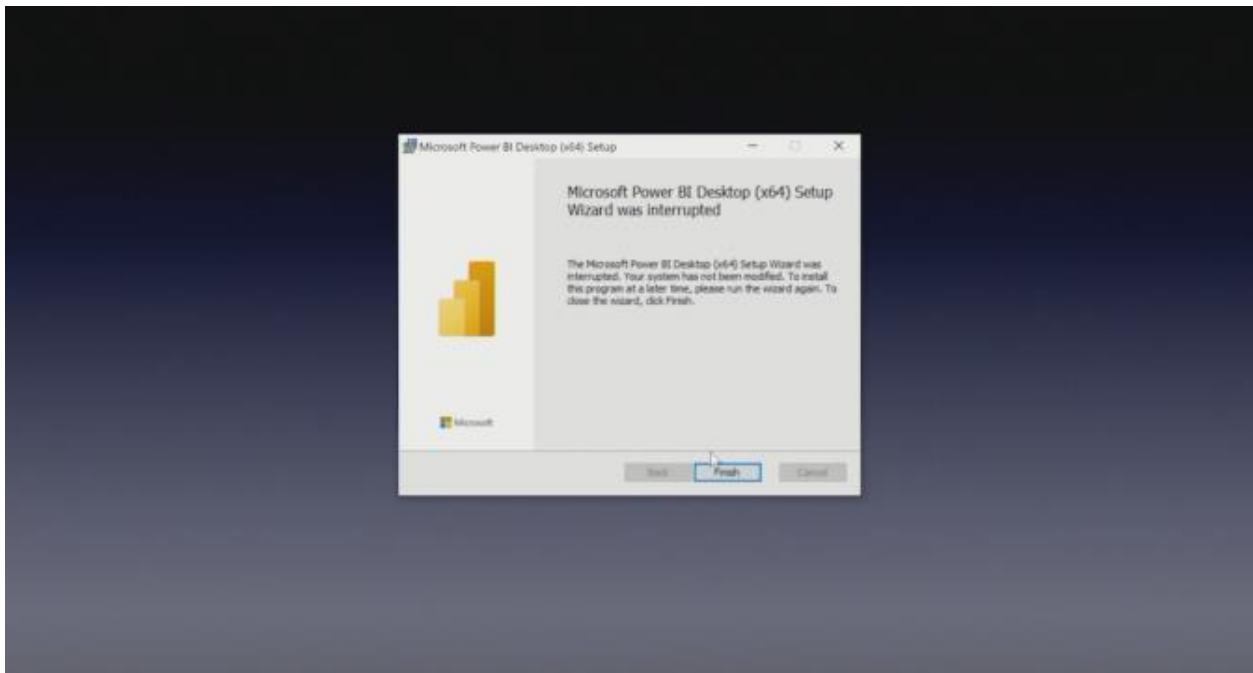 Microsoft Power BI Desktop (x64) Setup
Microsoft Power BI Desktop (x64) Setup
Wizard was interrupted
The Microsoft Power BI Desktop (x64) Setup Wizard was
interrupted. Your system has not been modified. To install
this program at a later time, please run the wizard again. To
close the wizard, click Finish.
Microsoft
Back
Finish
Cancel